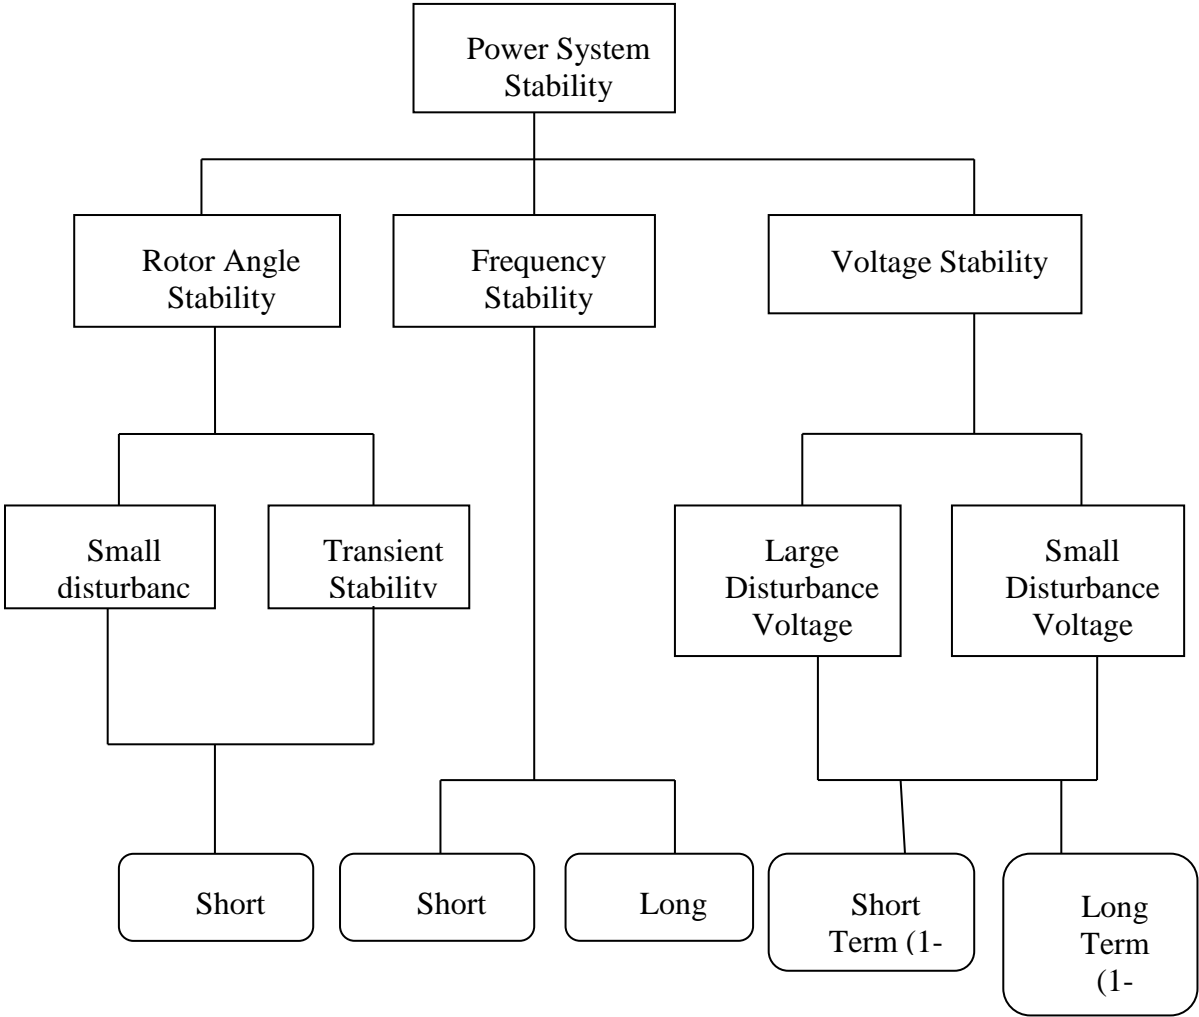 Power System
Stability
Rotor Angle
Stability
Frequency
Stability
Voltage Stability
Small
disturbanc
Transient
Stability
Large
Disturbance
Voltage
Small
Disturbance
Voltage
Short
Short
Long
Short
Term (1-
Long
Term
(1-